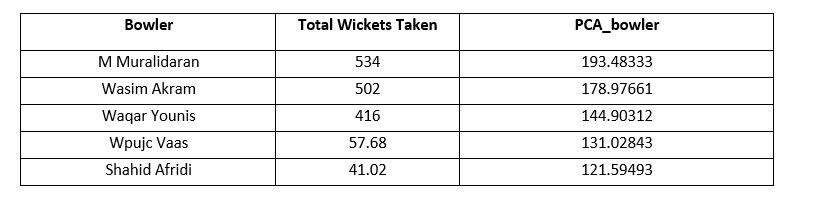 Bowler Total Wickets Taken PCA_bowler
M Muralidaran 534 193.48333
Wasim Akram 502 178.97661
Waqar Younis 416 144.90312
Wpujc Vaas 57.68 131.02843
Shahid Afridi 41.02 121.59493